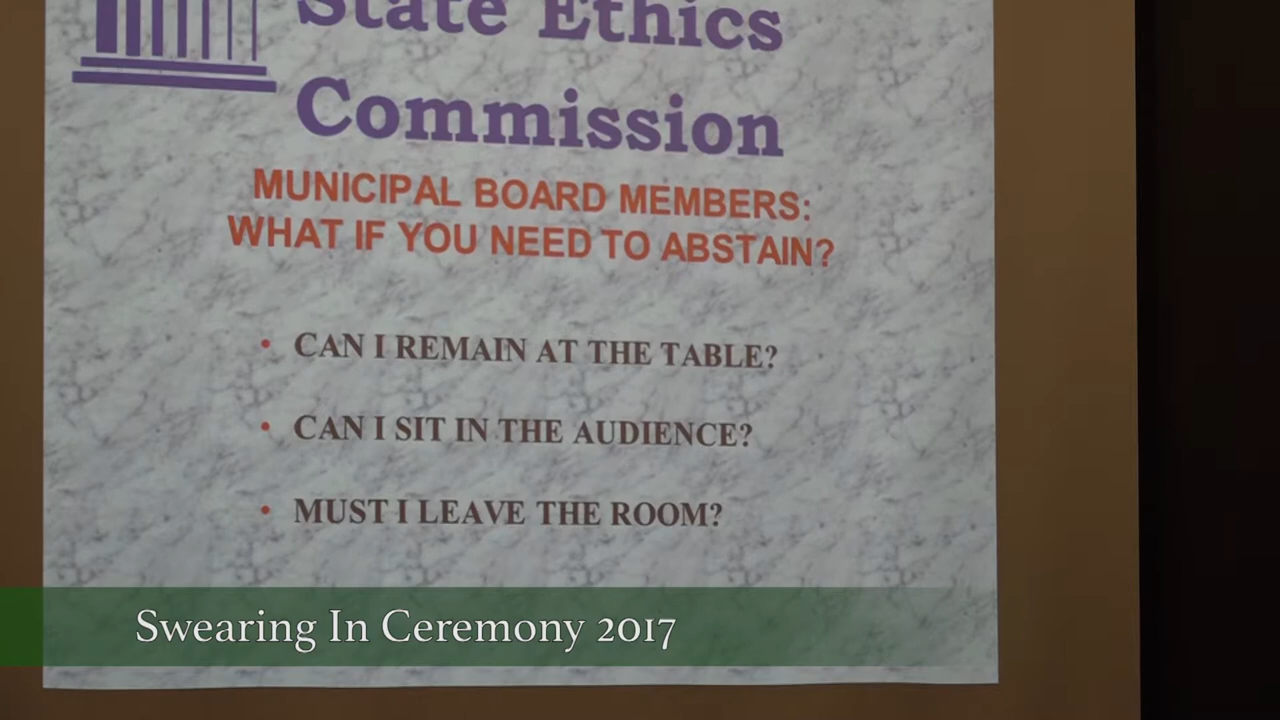 State Ethics
Commission
MUNICIPAL BOARD MEMBERS:
WHAT IF YOU NEED TO ABSTAIN?
• CAN I REMAIN AT THE TABLE?
• CAN I SIT IN THE AUDIENCE?
• MUST I LEAVE THE ROOM?
Swearing In Ceremony 2017